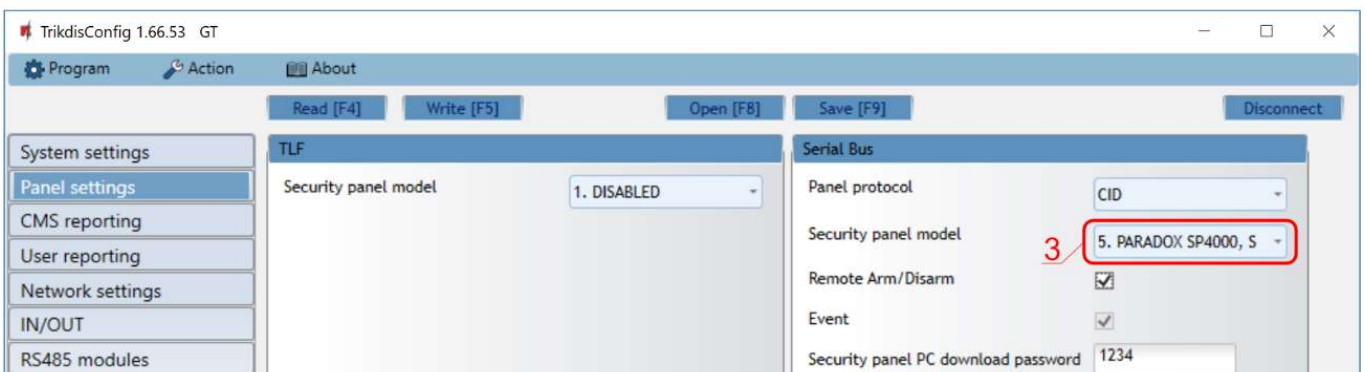 TrikdisConfig 1.66.53 GT
Program Action About
Read [F4] Write [F5] Open [F8] Save [F9] Disconnect
System settings
Panel settings
CMS reporting
User reporting
Network settings
IN/OUT
RS485 modules
TLF
Security panel model 1. DISABLED
Serial Bus
Panel protocol CID
Security panel model 3 5. PARADOX SP4000, S
Remote Arm/Disarm
Event
Security panel PC download password 1234